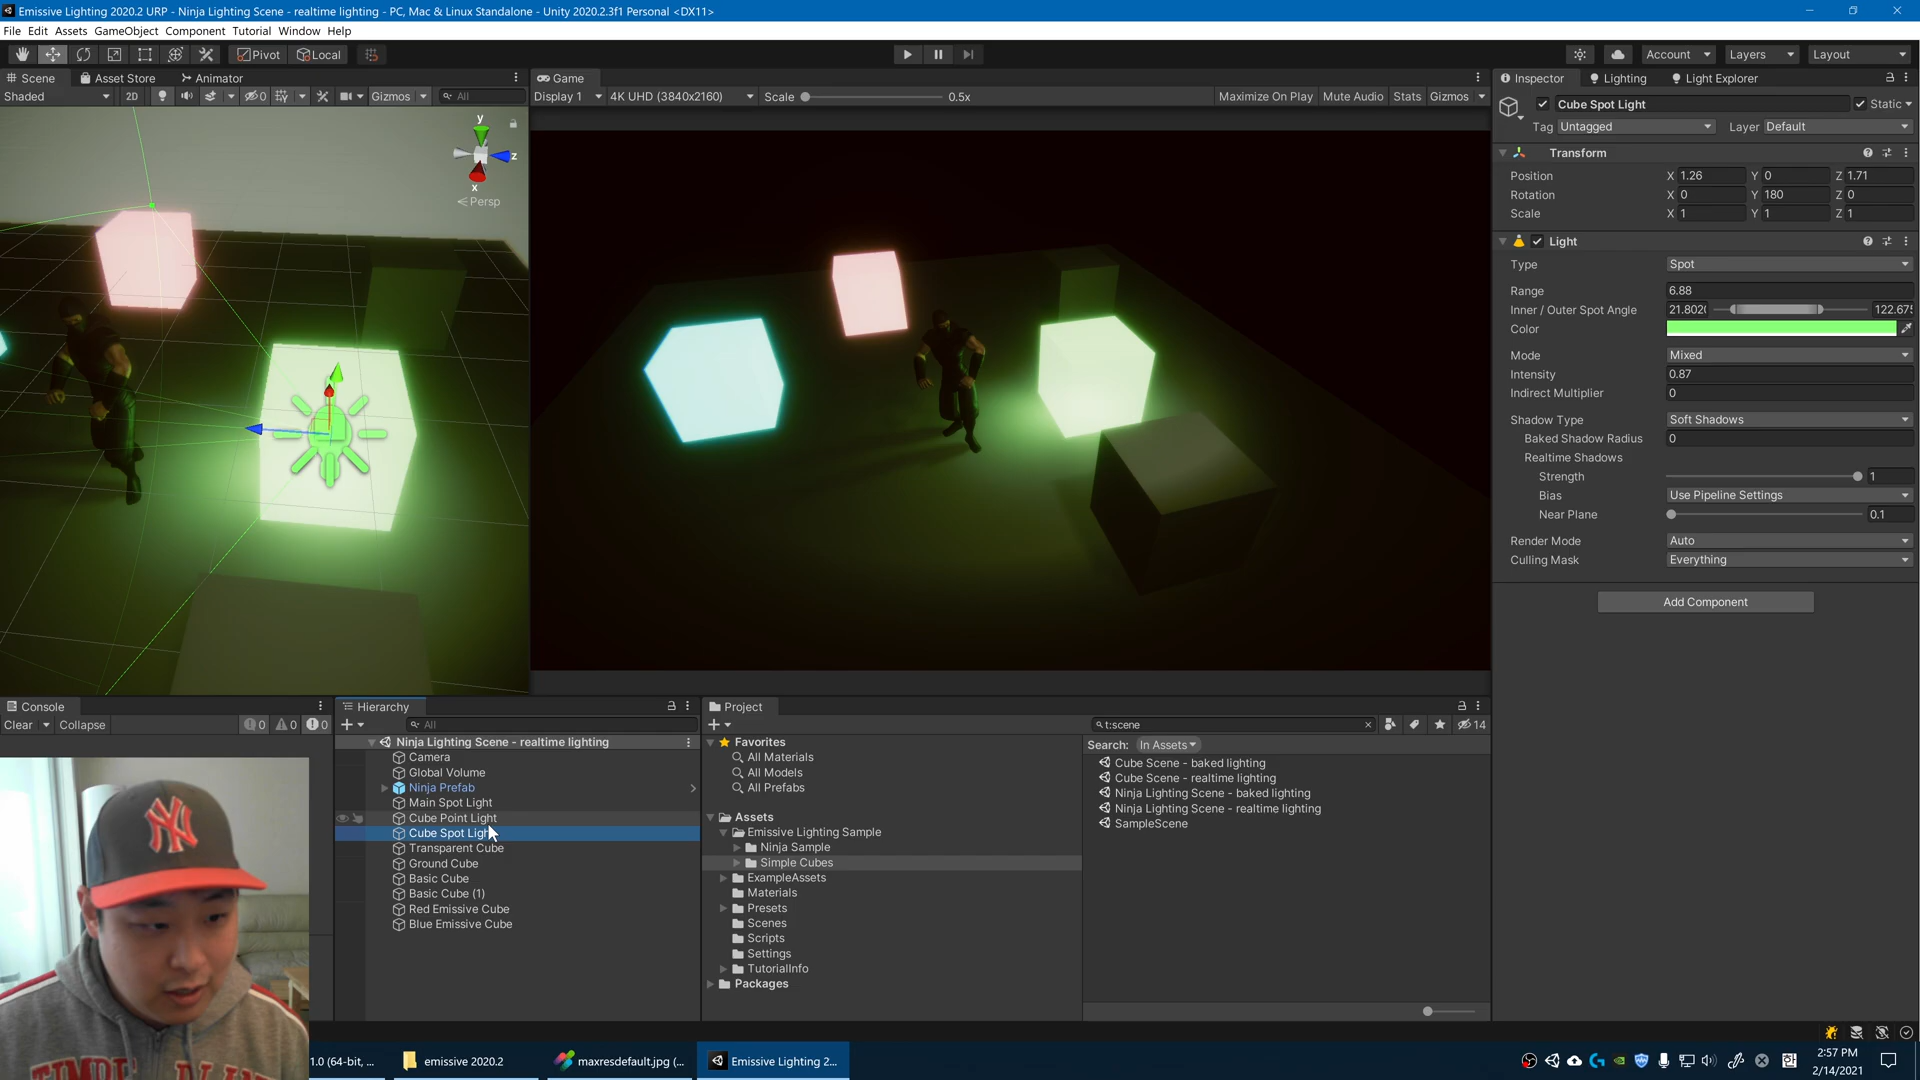 Emissive Lighting 2020.2 URP - Ninja Lighting Scene - realtime lighting - PC, Mac & Linux Standalone - Unity 2020.2.3f1 Personal <DX11>
File Edit Assets GameObject Component Tutorial Window Help
Pivot Local Account Layers Layout
Scene Asset Store Animator
Shaded 2D 0 Gizmos All
y
z
x
Persp
Game
Display 1 4K UHD (3840x2160) Scale 0.5x Maximize On Play Mute Audio Stats Gizmos
Inspector Lighting Light Explorer
Cube Spot Light Static
Tag Untagged Layer Default
Transform
Position X 1.26 Y 0 Z 1.71
Rotation X 0 Y 180 Z 0
Scale X 1 Y 1 Z 1
Light
Type Spot
Range 6.88
Inner / Outer Spot Angle 21.802 122.675
Color
Mode Mixed
Intensity 0.87
Indirect Multiplier 0
Shadow Type Soft Shadows
Baked Shadow Radius 0
Realtime Shadows
Strength 1
Bias Use Pipeline Settings
Near Plane 0.1
Render Mode Auto
Culling Mask Everything
Add Component
Console
Clear Collapse 0 0 0
Hierarchy
All
Ninja Lighting Scene - realtime lighting
Camera
Global Volume
Ninja Prefab
Main Spot Light
Cube Point Light
Cube Spot Light
Transparent Cube
Ground Cube
Basic Cube
Basic Cube (1)
Red Emissive Cube
Blue Emissive Cube
Project
t:scene 14
Favorites
All Materials
All Models
All Prefabs
Assets
Emissive Lighting Sample
Ninja Sample
Simple Cubes
ExampleAssets
Materials
Presets
Scenes
Scripts
Settings
TutorialInfo
Packages
Search: In Assets
Cube Scene - baked lighting
Cube Scene - realtime lighting
Ninja Lighting Scene - baked lighting
Ninja Lighting Scene - realtime lighting
SampleScene
1.0 (64-bit, ... emissive 2020.2 maxresdefault.jpg (... Emissive Lighting 2...
한
2:57 PM
2/14/2021